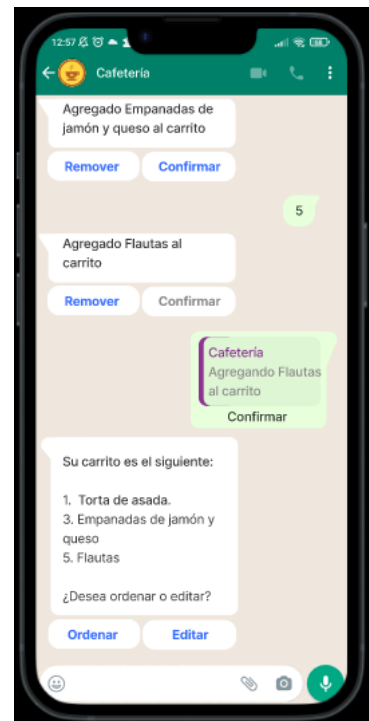 12:57
Cafetería
Agregado Empanadas de
jamón y queso al carrito
Remover Confirmar
5
Agregado Flautas al
carrito
Remover Confirmar
Cafetería
Agregando Flautas
al carrito
Confirmar
Su carrito es el siguiente:
1. Torta de asada.
3. Empanadas de jamón y
queso
5. Flautas
¿Desea ordenar o editar?
Ordenar Editar